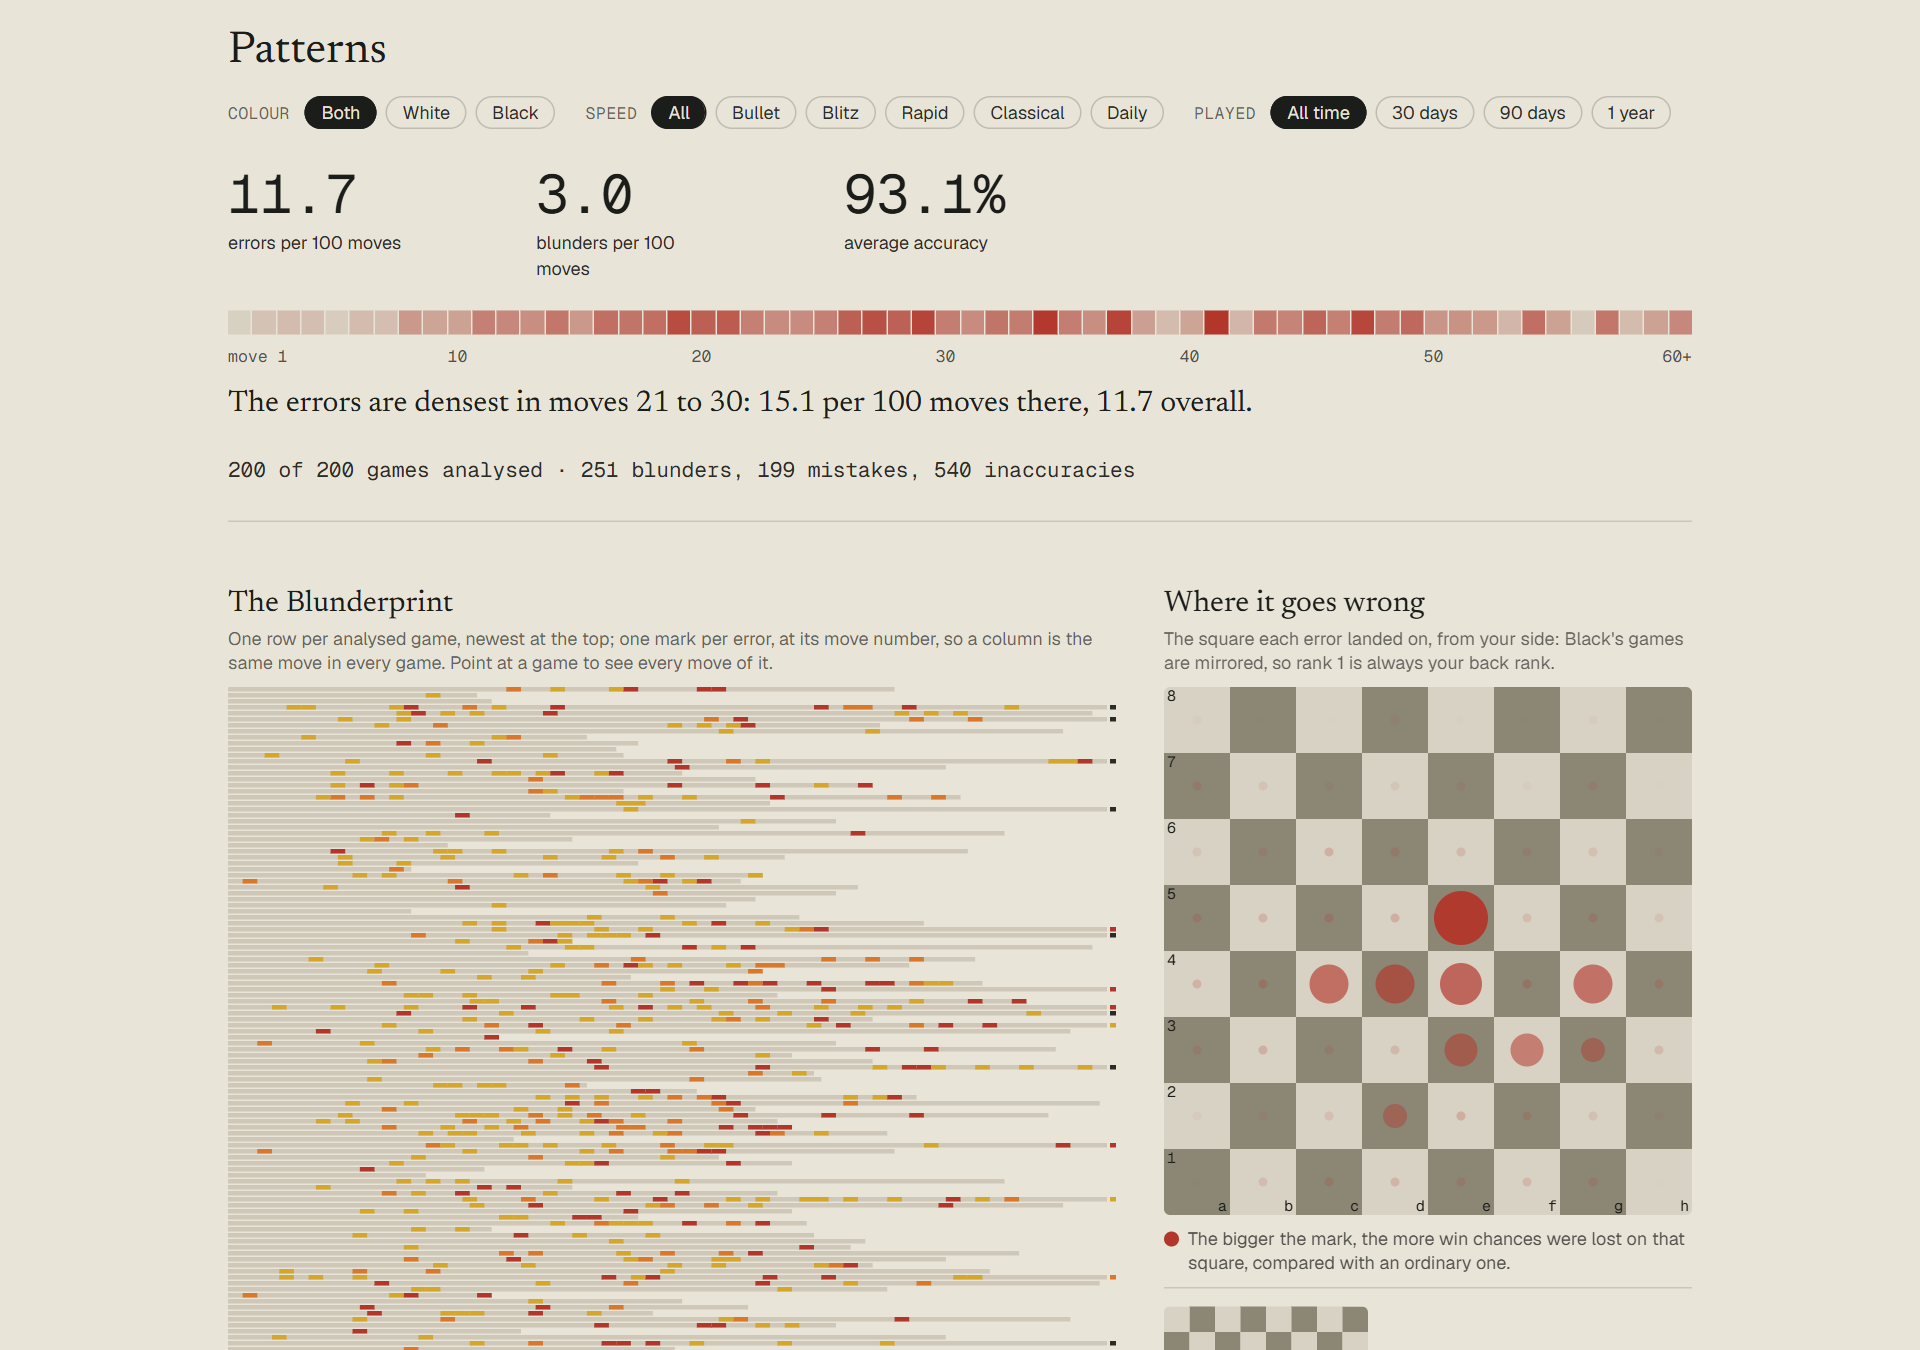 Patterns
COLOUR Both White Black SPEED All Bullet Blitz Rapid Classical Daily PLAYED All time 30 days 90 days 1 year
11.7 3.0 93.1%
errors per 100 moves blunders per 100 moves average accuracy
move 1 10 20 30 40 50 60+
The errors are densest in moves 21 to 30: 15.1 per 100 moves there, 11.7 overall.
200 of 200 games analysed · 251 blunders, 199 mistakes, 540 inaccuracies
The Blunderprint
One row per analysed game, newest at the top; one mark per error, at its move number, so a column is the
same move in every game. Point at a game to see every move of it.
Where it goes wrong
The square each error landed on, from your side: Black's games
are mirrored, so rank 1 is always your back rank.
8
7
6
5
4
3
2
1
a b c d e f g h
The bigger the mark, the more win chances were lost on that
square, compared with an ordinary one.